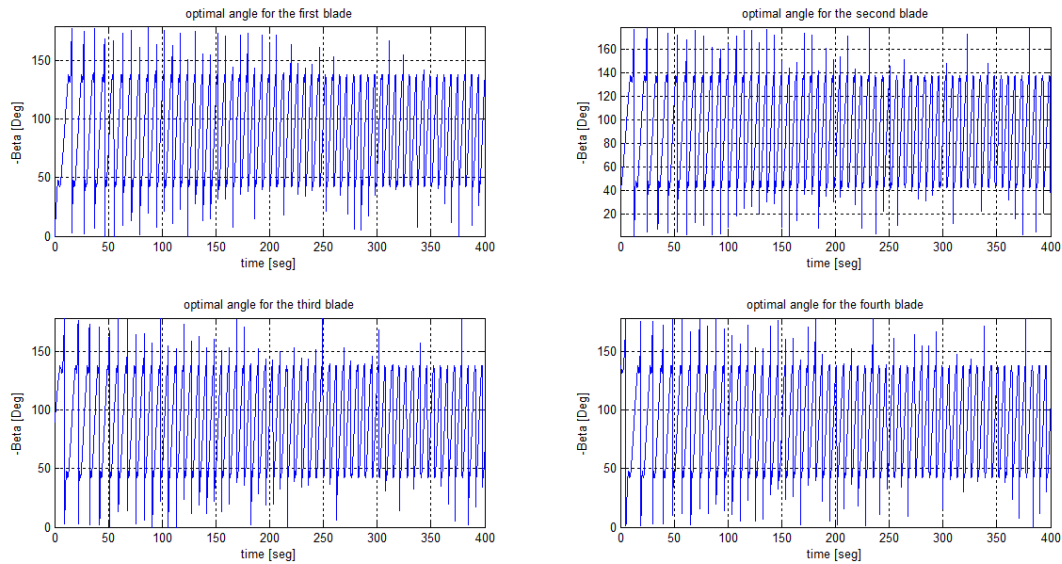 optimal angle for the first blade
150
100
50
0
-Beta [Deg]
0 50 100 150 200 250 300 350 400
time [seg]
optimal angle for the second blade
160
140
120
100
80
60
40
20
-Beta [Deg]
0 50 100 150 200 250 300 350 400
time [seg]
optimal angle for the third blade
150
100
50
0
-Beta [Deg]
0 50 100 150 200 250 300 350 400
time [seg]
optimal angle for the fourth blade
150
100
50
0
-Beta [Deg]
0 50 100 150 200 250 300 350 400
time [seg]